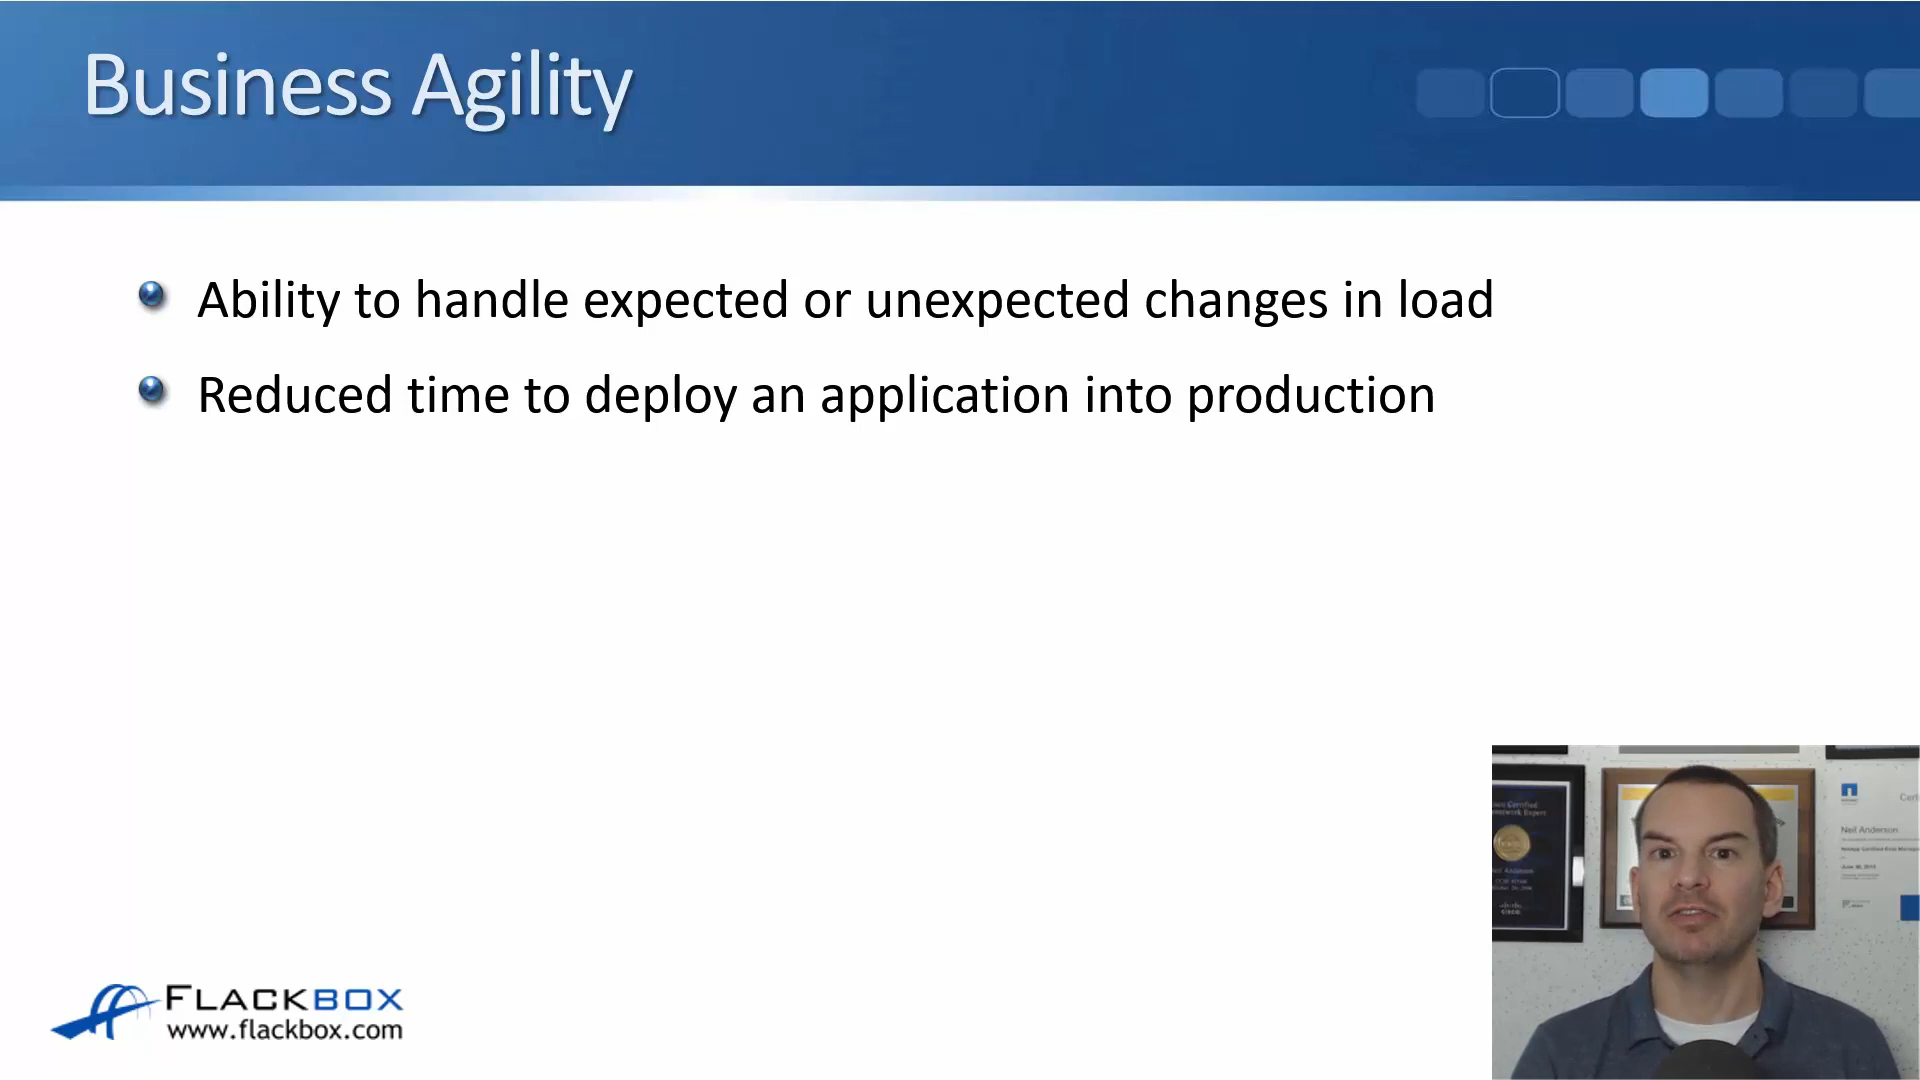 Business Agility
Ability to handle expected or unexpected changes in load
Reduced time to deploy an application into production
Neil Anderson
FLACKBOX
www.flackbox.com